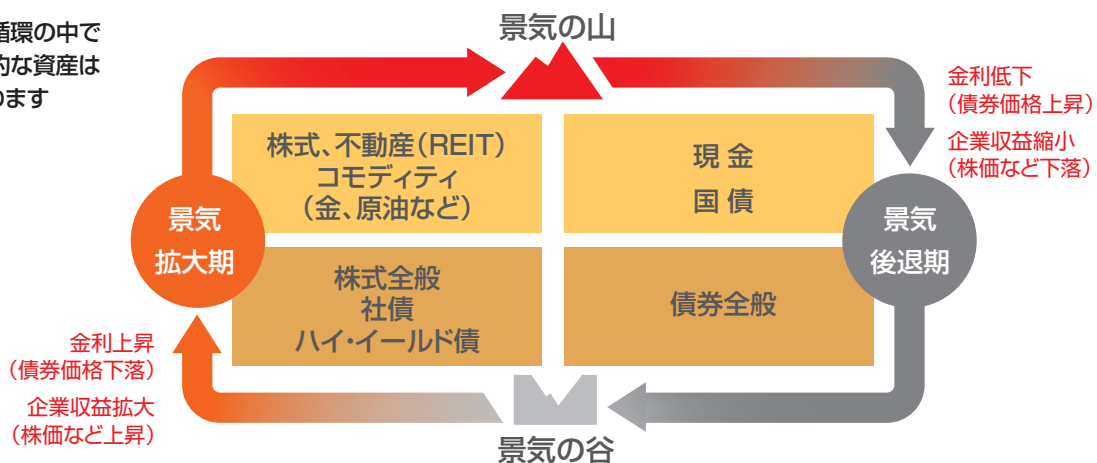 循環の中で
的な資産は
ります
景気の山
金利低下
（債券価格上昇）
企業収益縮小
（株価など下落）
株式、不動産（REIT）
コモディティ
（金、原油など）
現金
国債
景気
拡大期
景気
後退期
株式全般
社債
ハイ・イールド債
債券全般
金利上昇
（債券価格下落）
企業収益拡大
（株価など上昇）
景気の谷